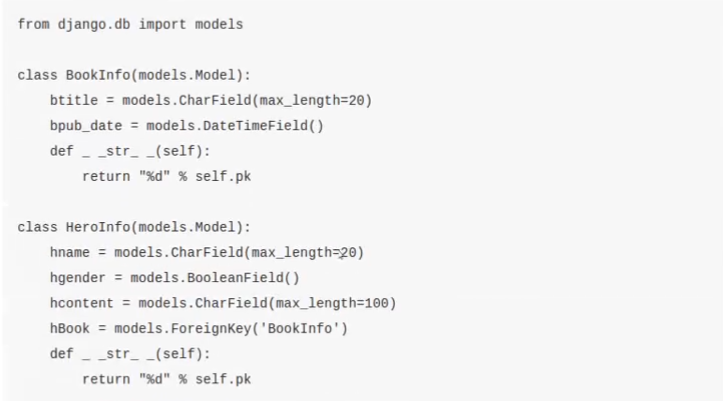 from django.db import models
class BookInfo(models.Model):
btitle = models.CharField(max_length=20)
bpub_date = models.DateTimeField()
def _ _str_ _(self):
return "%d" % self.pk
class HeroInfo(models.Model):
hname = models.CharField(max_length=20)
hgender = models.BooleanField()
hcontent = models.CharField(max_length=100)
hBook = models.ForeignKey('BookInfo')
def _ _str_ _(self):
return "%d" % self.pk